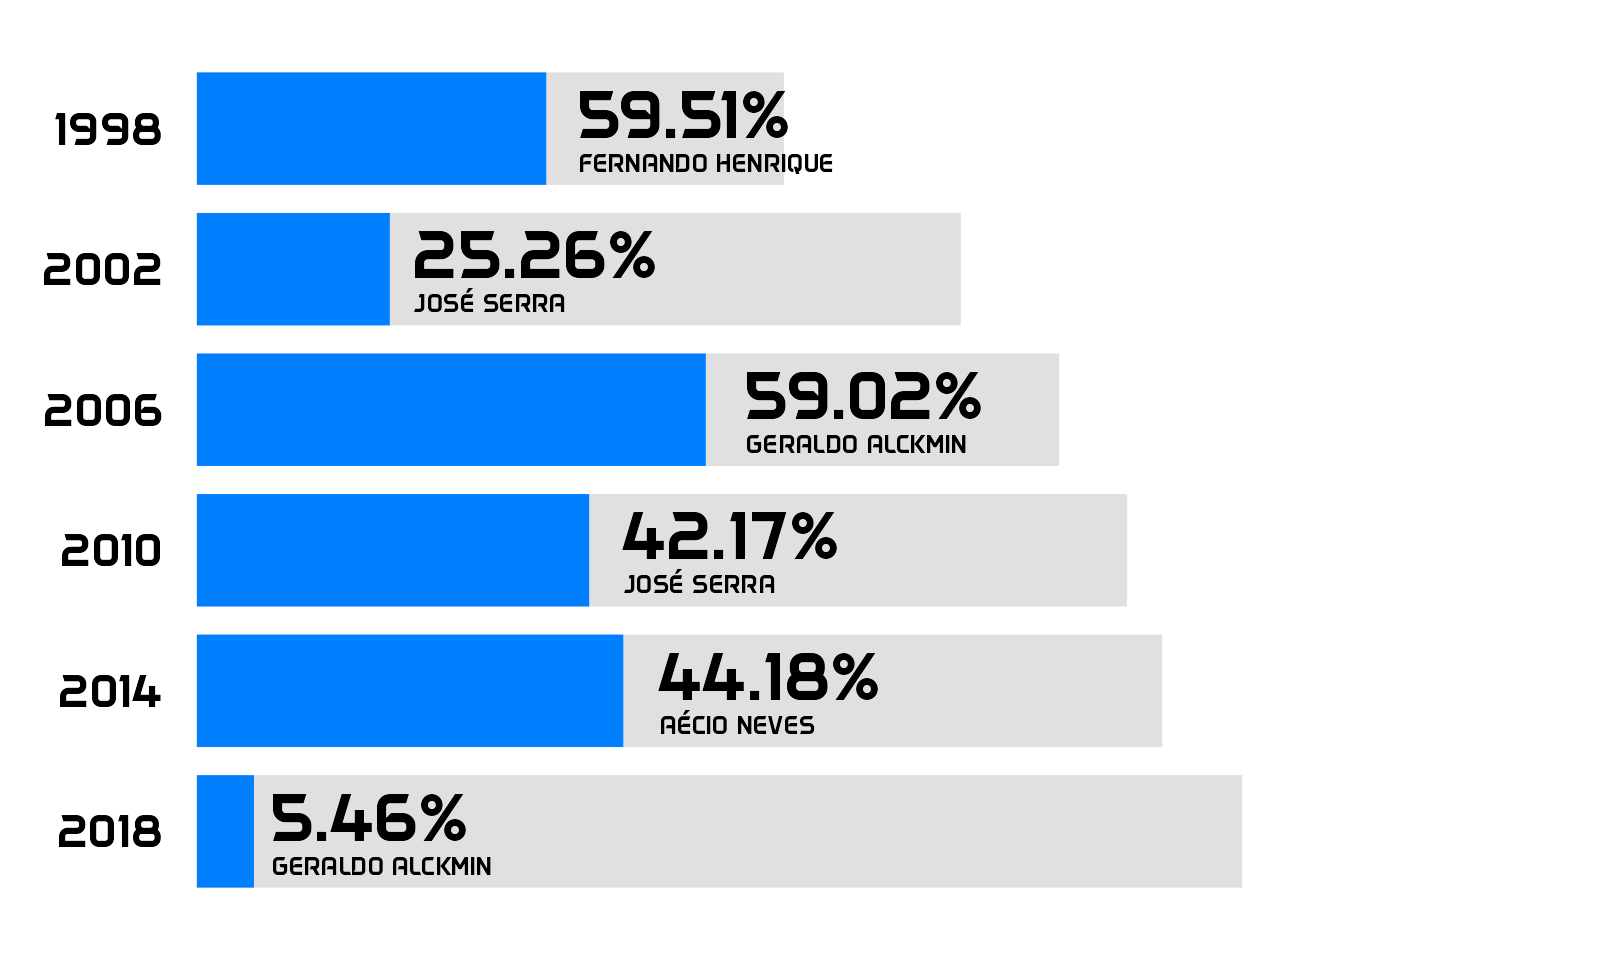 1998
59.51%
FERNANDO HENRIQUE
2002
25.26%
JOSÉ SERRA
2006
59.02%
GERALDO ALCKMIN
2010
42.17%
JOSÉ SERRA
2014
44.18%
AÉCIO NEVES
2018
5.46%
GERALDO ALCKMIN